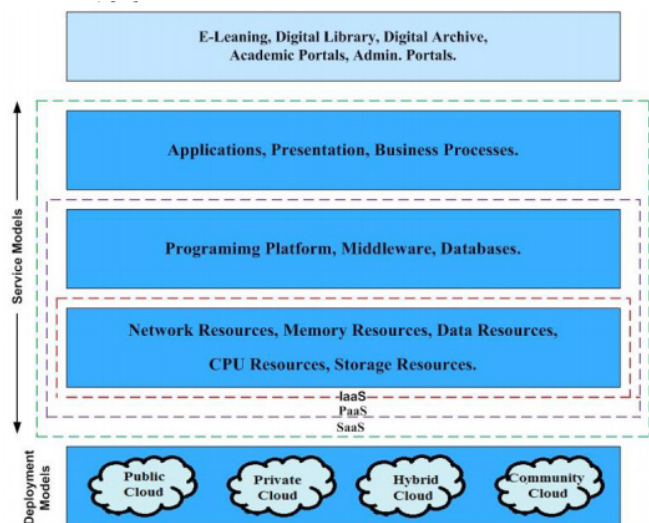 E-Leaning, Digital Library, Digital Archive,
Academic Portals, Admin. Portals.
Service Models
Applications, Presentation, Business Processes.
Programimg Platform, Middleware, Databases.
Network Resources, Memory Resources, Data Resources,
CPU Resources, Storage Resources.
IaaS
PaaS
SaaS
Deployment
Models
Public
Cloud
Private
Cloud
Hybrid
Cloud
Community
Cloud